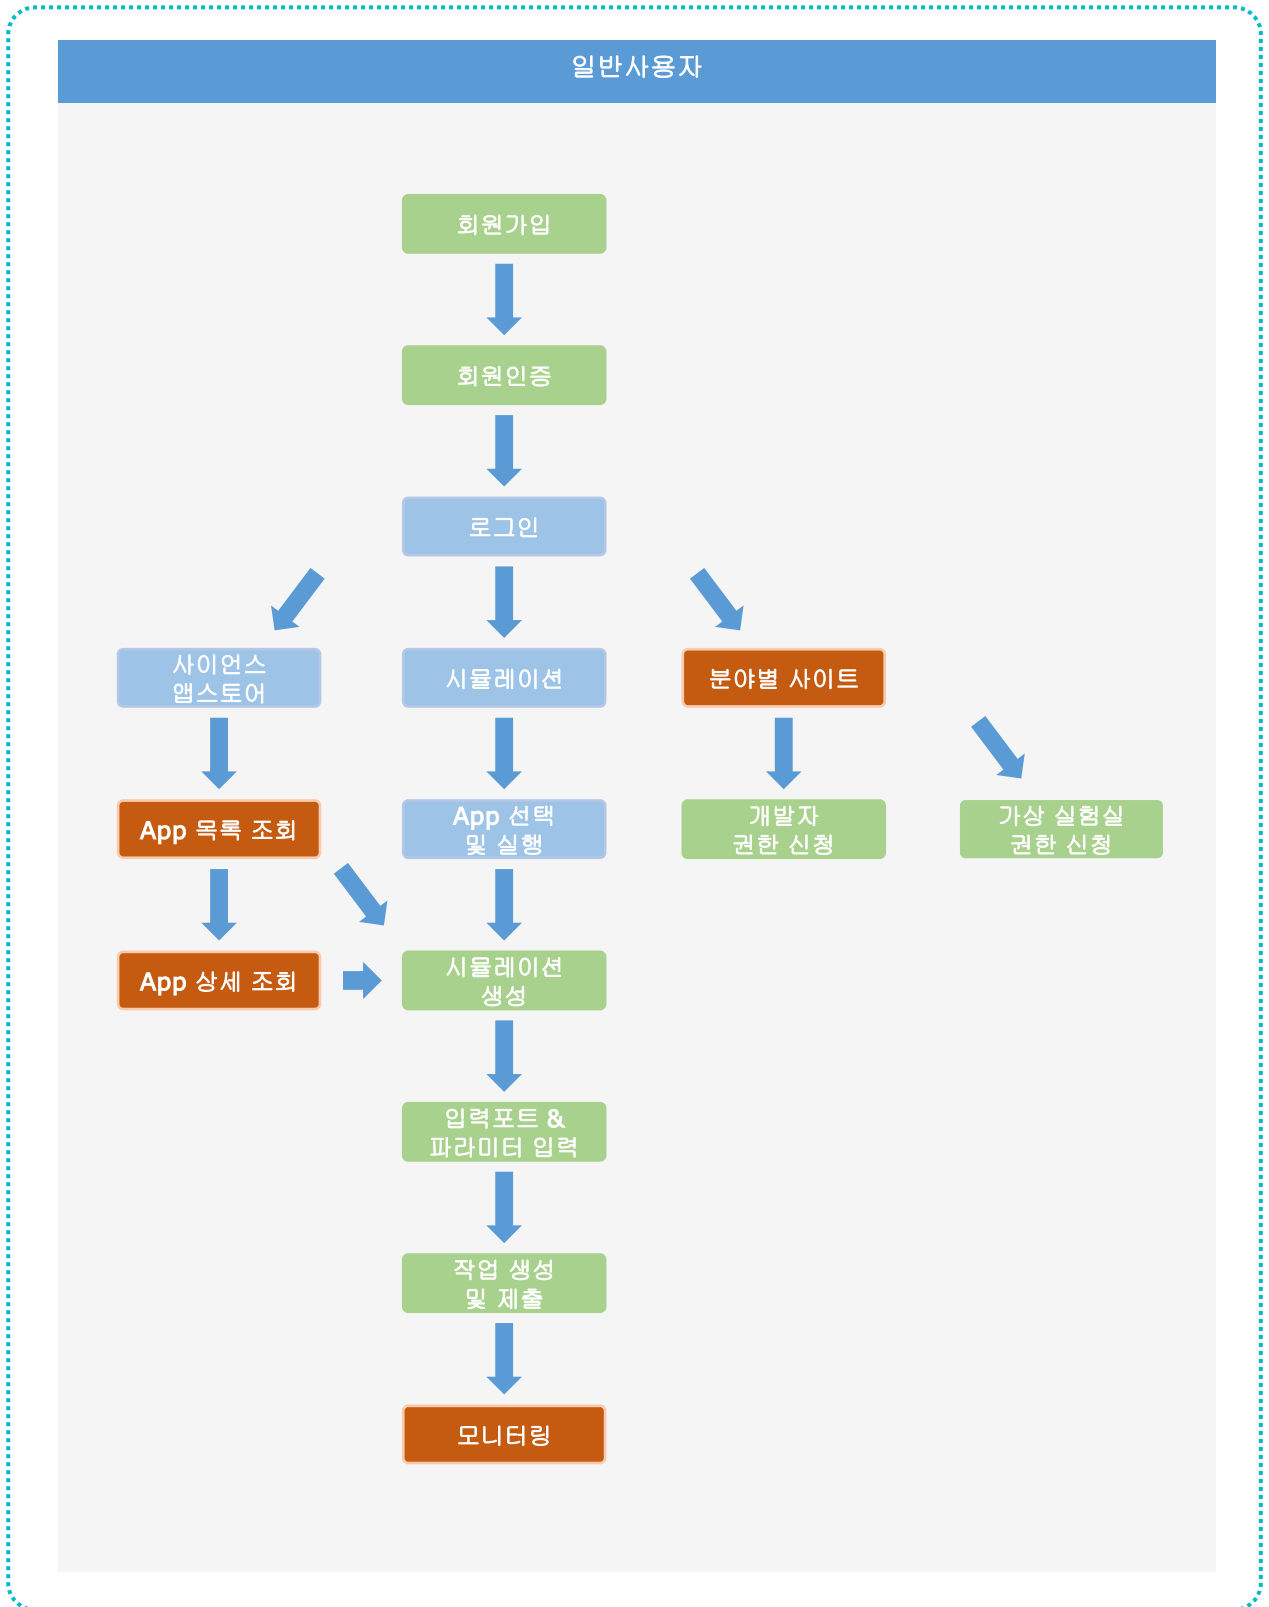 일반사용자
회원가입
회원인증
로그인
사이언스
앱스토어
시뮬레이션
분야별 사이트
App 목록 조회
App 선택
및 실행
개발자
권한 신청
가상 실험실
권한 신청
App 상세 조회
시뮬레이션
생성
입력포트 &
파라미터 입력
작업 생성
및 제출
모니터링